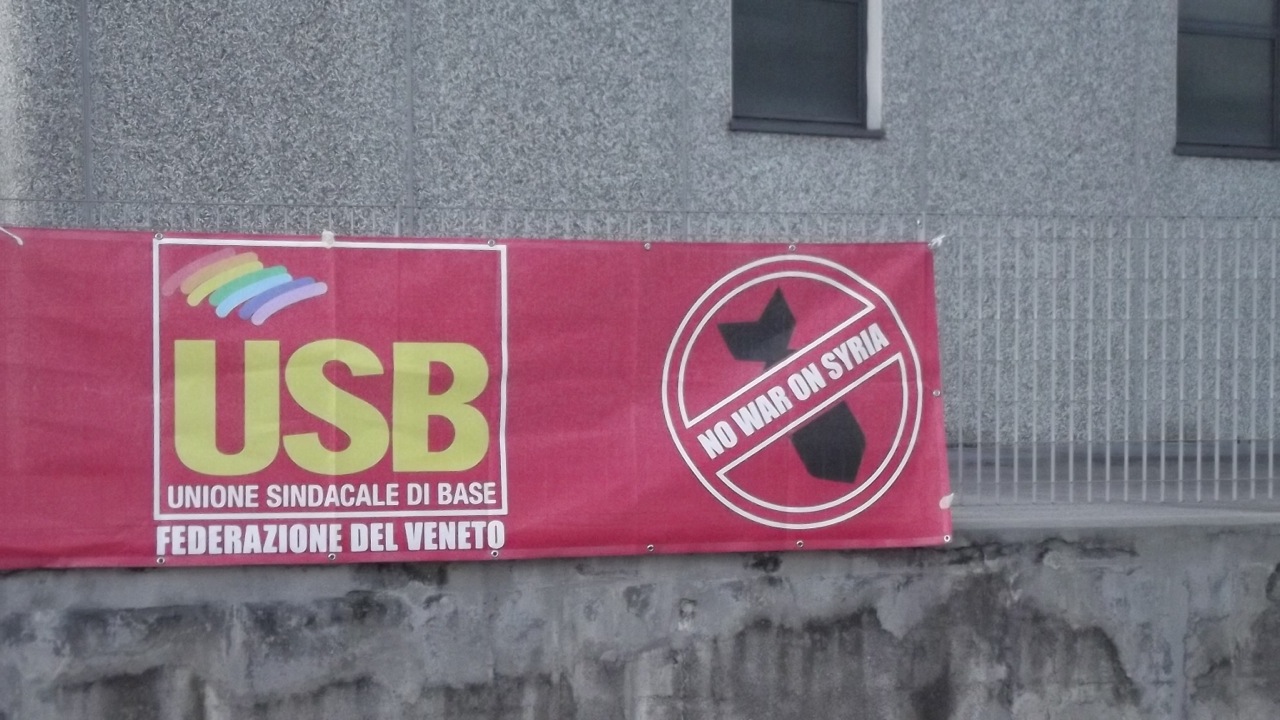 USB
UNIONE SINDACALE DI BASE
FEDERAZIONE DEL VENETO
NO WAR ON SYRIA